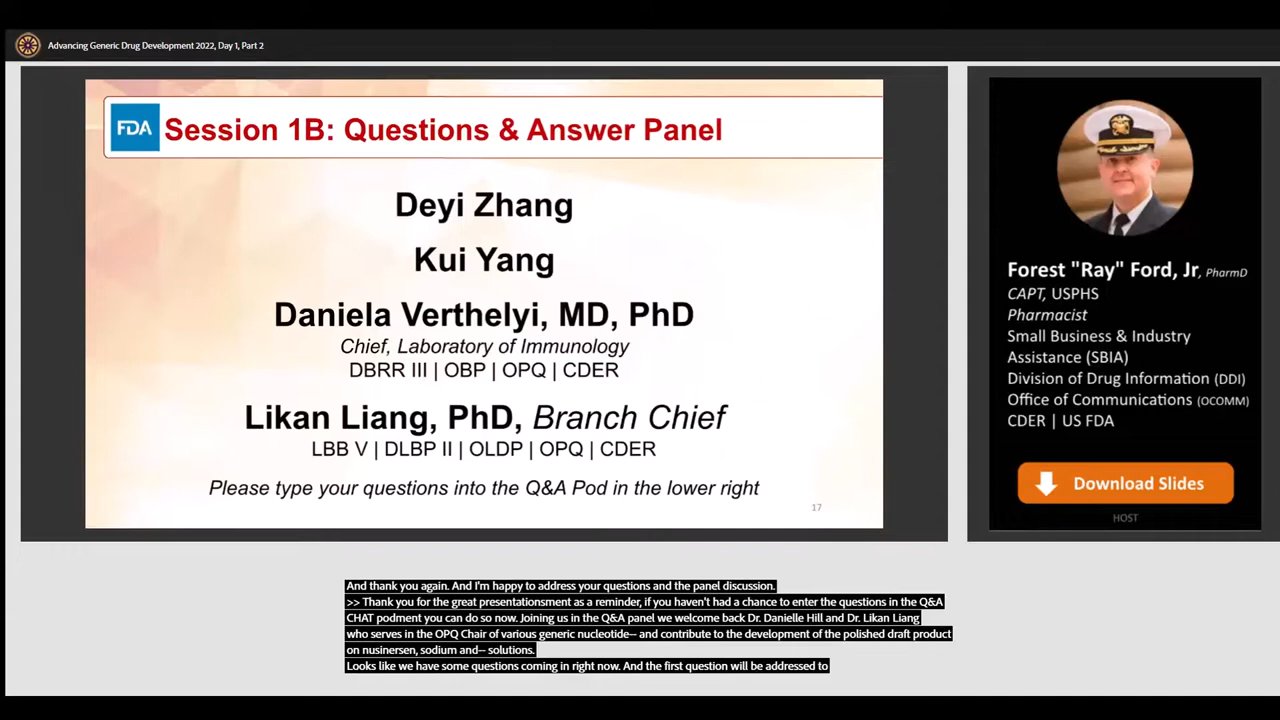 Advancing Generic Drug Development 2022, Day 1, Part 2
FDA
Session 1B: Questions & Answer Panel
Deyi Zhang
Kui Yang
Daniela Verthelyi, MD, PhD
Chief, Laboratory of Immunology
DBRR III | OBP | OPQ | CDER
Likan Liang, PhD, Branch Chief
LBB V | DLBP II | OLDP | OPQ | CDER
Please type your questions into the Q&A Pod in the lower right
17
Forest "Ray" Ford, Jr, PharmD
CAPT, USPHS
Pharmacist
Small Business & Industry
Assistance (SBIA)
Division of Drug Information (DDI)
Office of Communications (OCOMM)
CDER | US FDA
Download Slides
HOST
And thank you again. And I'm happy to address your questions and the panel discussion.
>> Thank you for the great presentationsment as a reminder, if you haven't had a chance to enter the questions in the Q&A
CHAT podment you can do so now. Joining us in the Q&A panel we welcome back Dr. Danielle Hill and Dr. Likan Liang
who serves in the OPQ Chair of various generic nucleotide-- and contribute to the development of the polished draft product
on nusinersen, sodium and-- solutions.
Looks like we have some questions coming in right now. And the first question will be addressed to